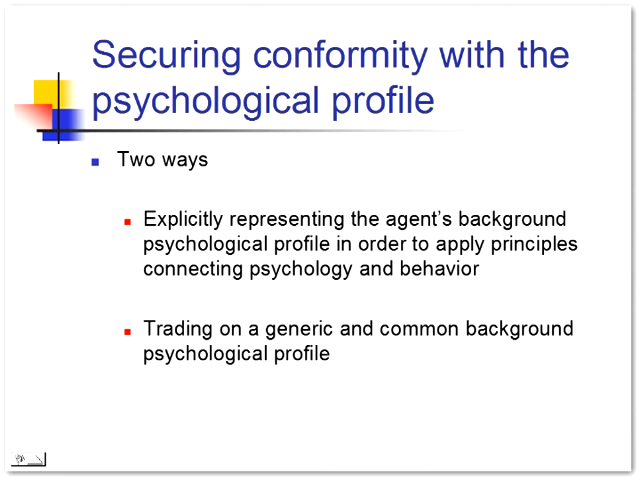 Securing conformity with the
psychological profile
Two ways
Explicitly representing the agent's background
psychological profile in order to apply principles
connecting psychology and behavior
Trading on a generic and common background
psychological profile